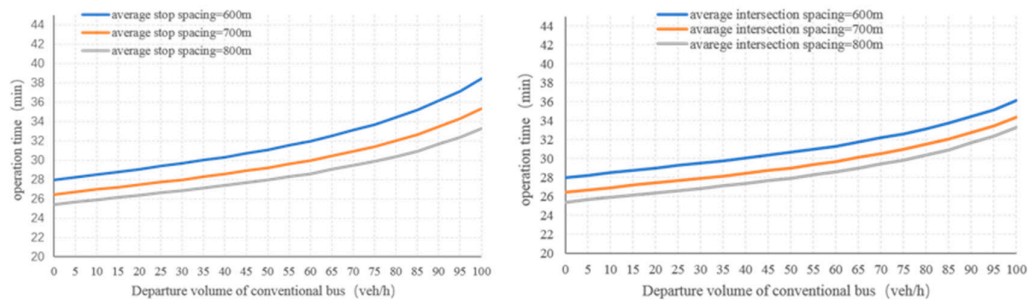 average stop spacing=600m
average stop spacing=700m
average stop spacing=800m
operation time (min)
44
42
40
38
36
34
32
30
28
26
24
22
20
0 5 10 15 20 25 30 35 40 45 50 55 60 65 70 75 80 85 90 95 100
Departure volume of conventional bus (veh/h)
average intersection spacing=600m
avarage intersection spacing=700m
avarege intersection spacing=800m
operation time (min)
44
42
40
38
36
34
32
30
28
26
24
22
20
0 5 10 15 20 25 30 35 40 45 50 55 60 65 70 75 80 85 90 95 100
Departure volume of conventional bus (veh/h)